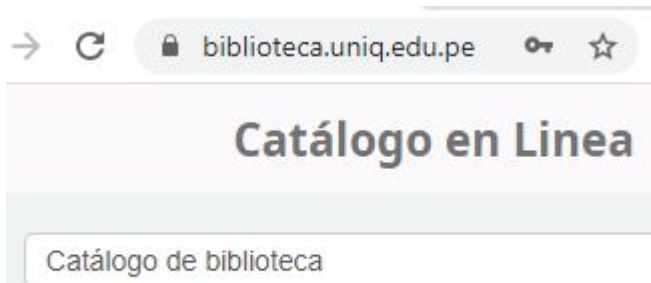 biblioteca.uniq.edu.pe
Catálogo en Linea
Catálogo de biblioteca